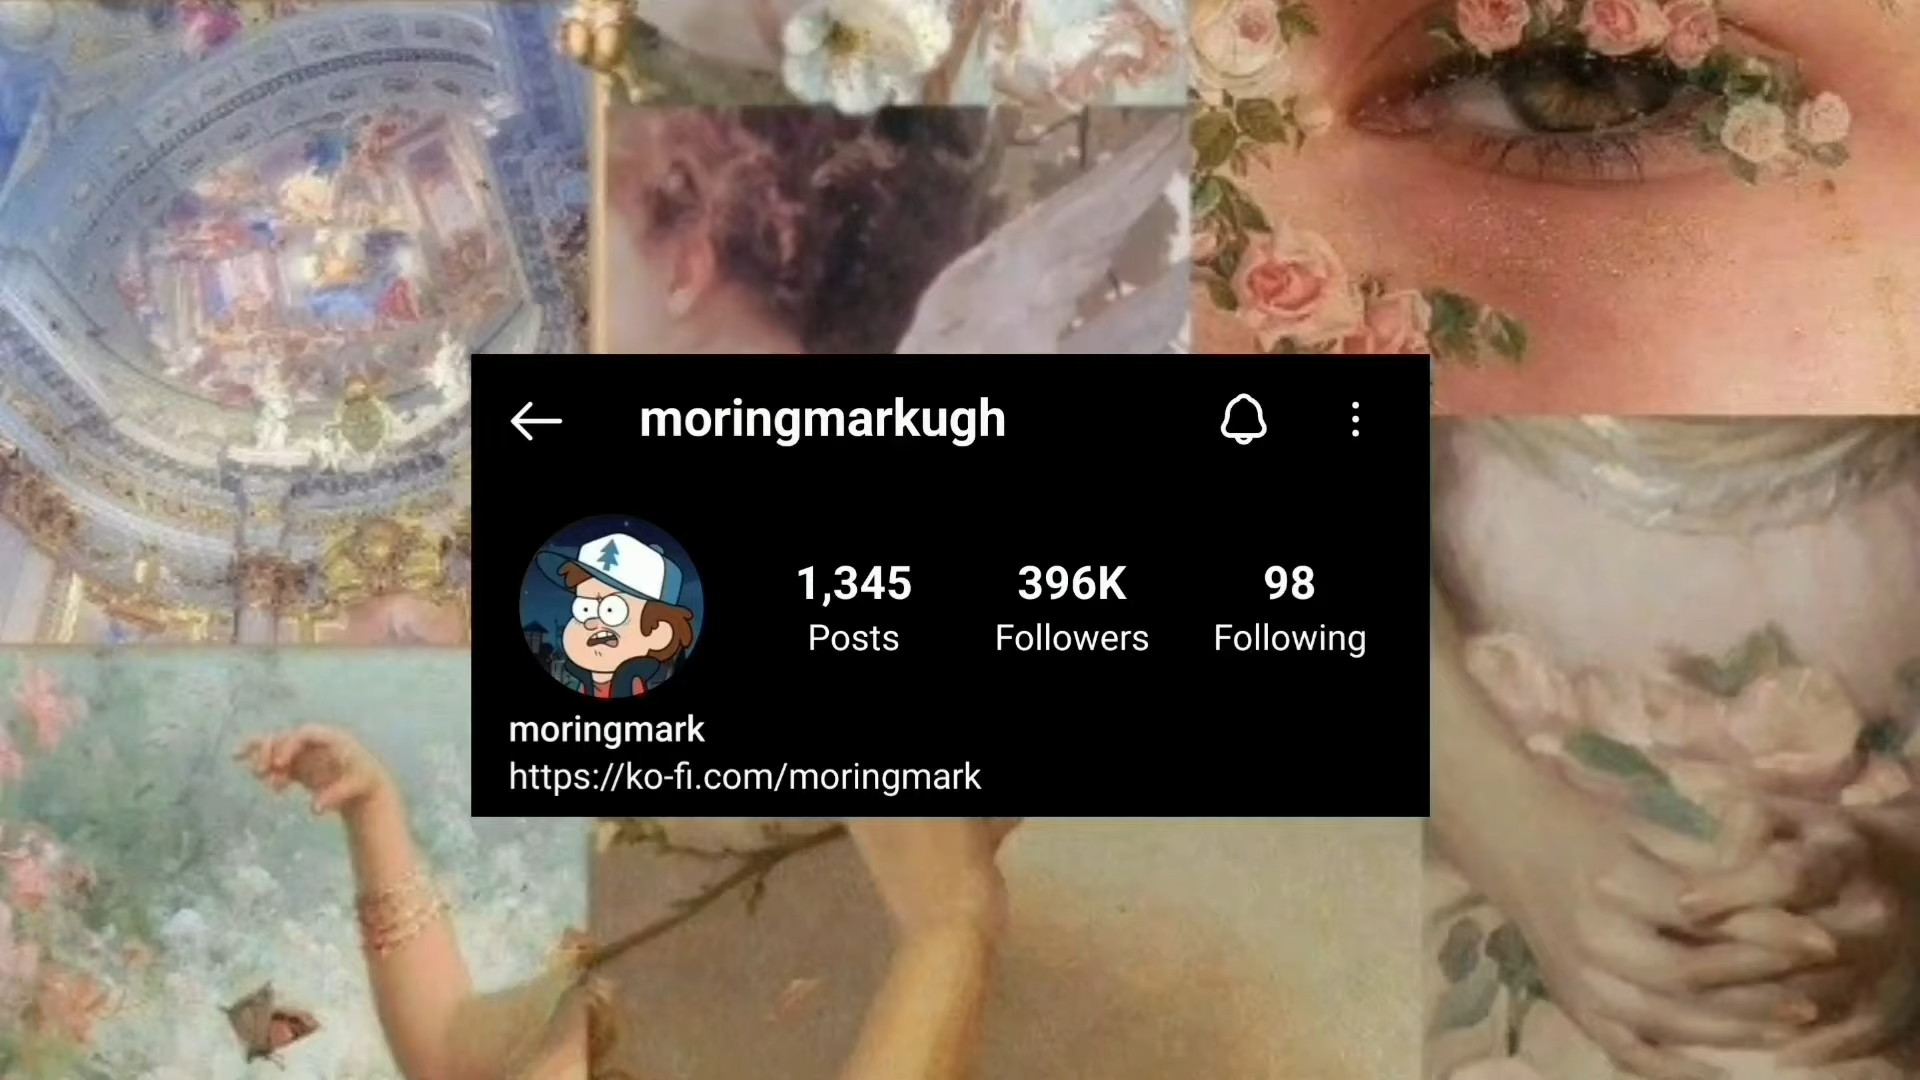 moringmarkugh
1,345 396K 98
Posts Followers Following
moringmark
https://ko-fi.com/moringmark